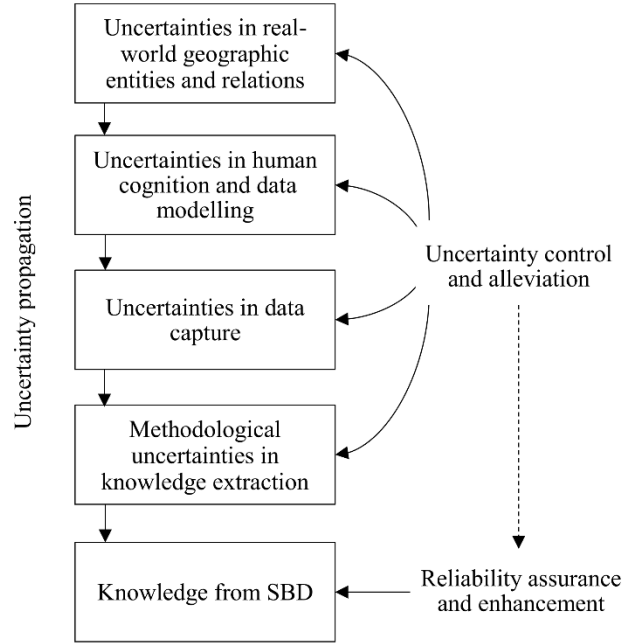 Uncertainties in real-
world geographic
entities and relations
Uncertainties in human
cognition and data
modelling
Uncertainty propagation
Uncertainty control
and alleviation
Uncertainties in data
capture
Methodological
uncertainties in
knowledge extraction
Knowledge from SBD
Reliability assurance
and enhancement